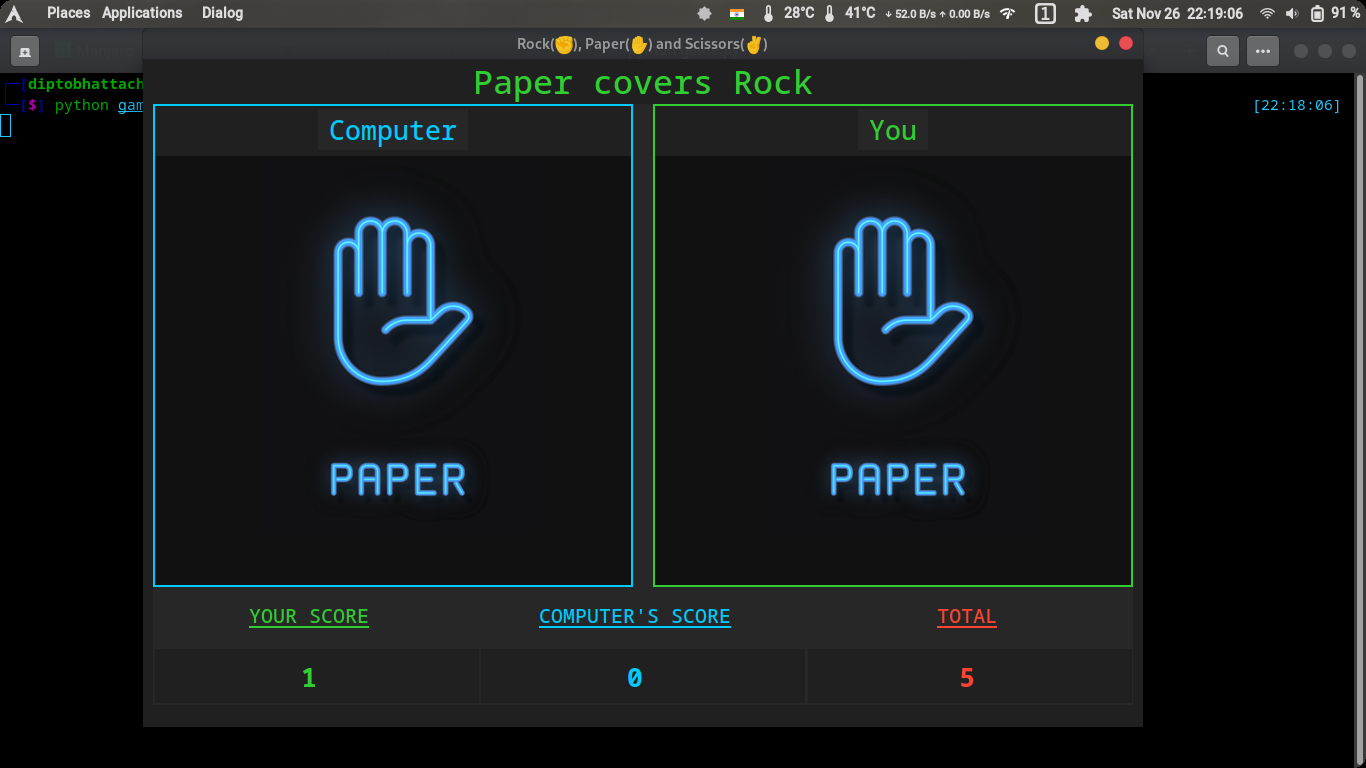 Places Applications Dialog 28°C 41°C ↓ 52.0 B/s ↑ 0.00 B/s 1 Sat Nov 26 22:19:06 91 %
Rock(✊), Paper(✋) and Scissors(✌)
[diptobhattach
[$] python gam
[22:18:06]
Paper covers Rock
Computer
You
PAPER
PAPER
YOUR SCORE COMPUTER'S SCORE TOTAL
1 0 5